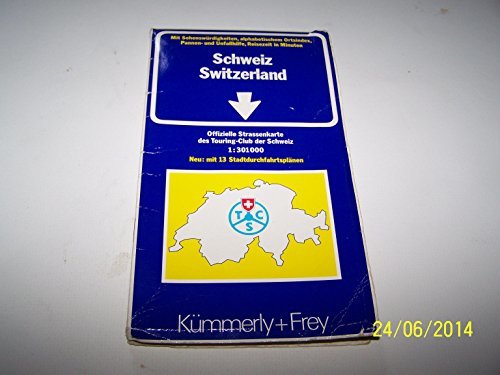 Mit Sehenswürdigkeiten, alphabetischem Ortsindex,
Pannen- und Unfallhilfe, Reisezeit in Minuten
Schweiz
Switzerland
Offizielle Strassenkarte
des Touring-Club der Schweiz
1:301000
Neu: mit 13 Stadtdurchfahrtsplänen
T C
S
Kümmerly+Frey
24/06/2014